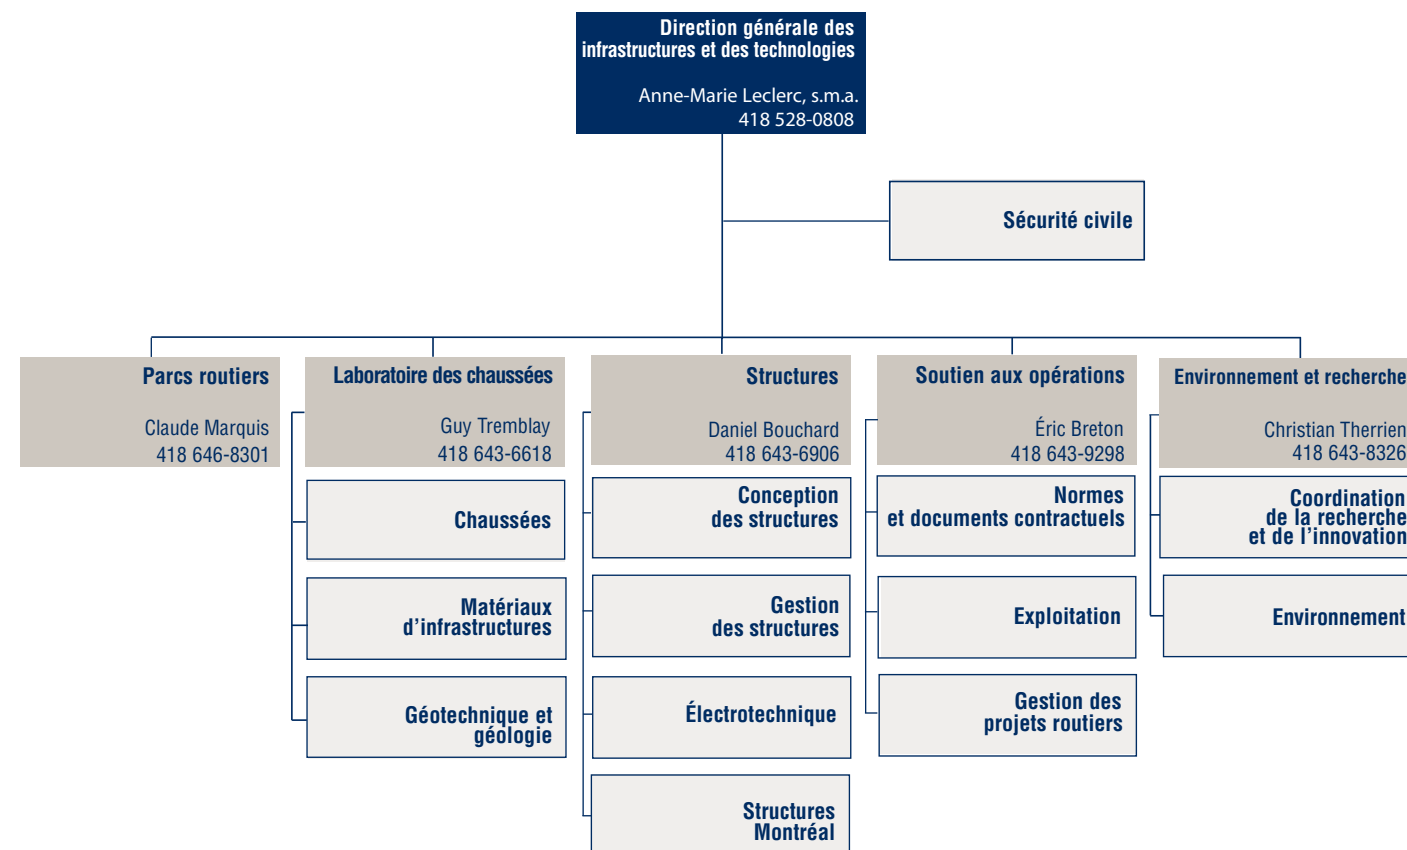 Direction générale des
infrastructures et des technologies
Anne-Marie Leclerc, s.m.a.
418 528-0808
Sécurité civile
Parcs routiers
Claude Marquis
418 646-8301
Laboratoire des chaussées
Guy Tremblay
418 643-6618
Chaussées
Matériaux
d’infrastructures
Géotechnique et
géologie
Structures
Daniel Bouchard
418 643-6906
Conception
des structures
Gestion
des structures
Électrotechnique
Structures
Montréal
Soutien aux opérations
Éric Breton
418 643-9298
Normes
et documents contractuels
Exploitation
Gestion des
projets routiers
Environnement et recherche
Christian Therrien
418 643-8326
Coordination
de la recherche
et de l’innovation
Environnement